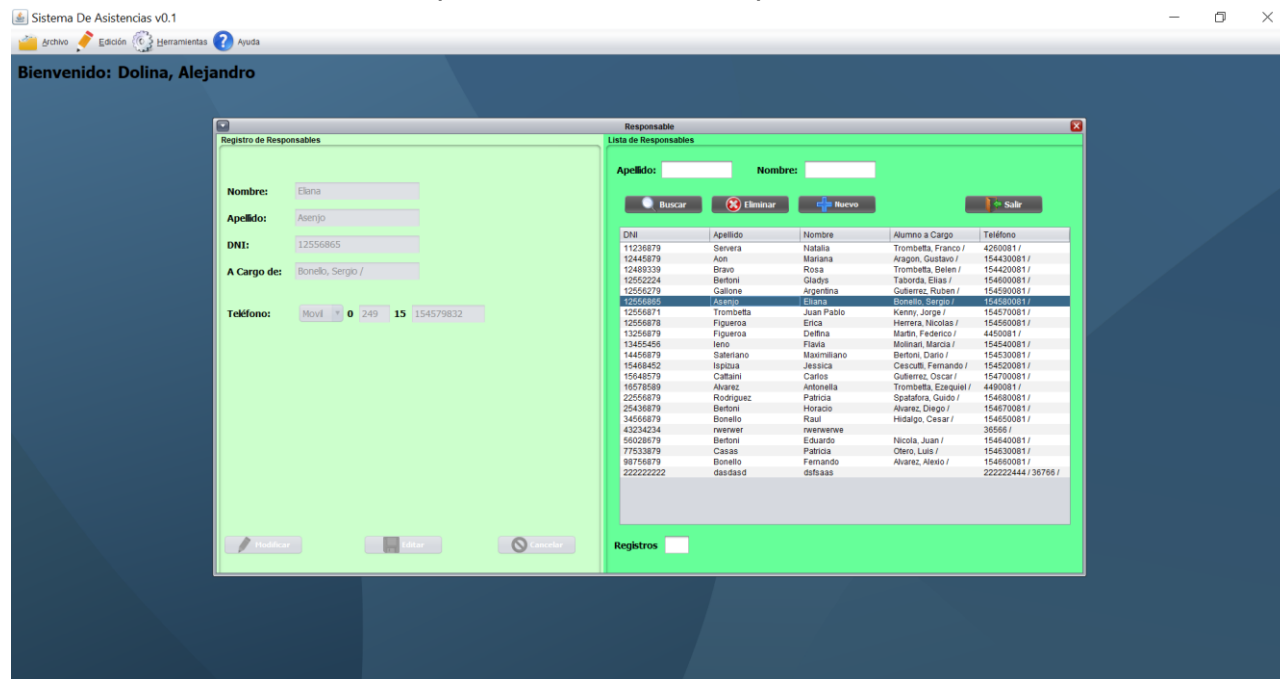 Sistema De Asistencias v0.1
Archivo Edición Herramientas Ayuda
Bienvenido: Dolina, Alejandro
Responsable
Registro de Responsables
Nombre: Eliana
Apellido: Asenjo
DNI: 12556865
A Cargo de: Bonello, Sergio /
Teléfono: Movil 0 249 15 154579832
Modificar Editar Cancelar
Lista de Responsables
Apellido: Nombre:
Buscar Eliminar Nuevo Salir
DNI Apellido Nombre Alumno a Cargo Teléfono
11236879 Servera Natalia Trombetta, Franco / 4260081 /
12445879 Aon Mariana Aragon, Gustavo / 154430081 /
12489339 Bravo Rosa Trombetta, Belen / 154420081 /
12552224 Bertoni Gladys Taborda, Elias / 154600081 /
12556279 Gallone Argentina Gutierrez, Ruben / 154590081 /
12556865 Asenjo Eliana Bonello, Sergio / 154580081 /
12556871 Trombetta Juan Pablo Kenny, Jorge / 154570081 /
12556878 Figueroa Erica Herrera, Nicolas / 154560081 /
13256879 Figueroa Delfina Martin, Federico / 4450081 /
13455456 Ieno Flavia Molinari, Marcia / 154540081 /
14456879 Sateriano Maximiliano Bertoni, Dario / 154530081 /
15468452 Ispizua Jessica Cescutti, Fernando / 154520081 /
15648579 Cattaini Carlos Gutierrez, Oscar / 154700081 /
16578589 Alvarez Antonella Trombetta, Ezequiel / 4490081 /
22556879 Rodriguez Patricia Spatafora, Guido / 154680081 /
25436879 Bertoni Horacio Alvarez, Diego / 154670081 /
34566879 Bonello Raul Hidalgo, Cesar / 154650081 /
43234234 rwerwer rwerwerwe 36566 /
56028679 Bertoni Eduardo Nicola, Juan / 154640081 /
77533879 Casas Patricia Otero, Luis / 154630081 /
98756879 Bonello Fernando Alvarez, Alexio / 154660081 /
222222222 dasdasd dsfsaas 222222444 / 36766 /
Registros